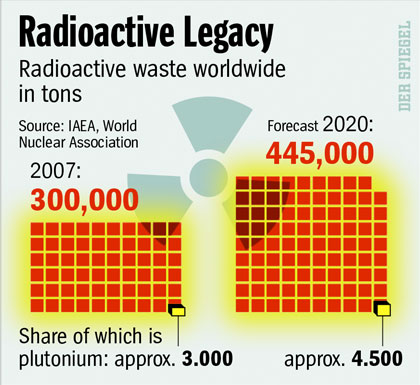 Radioactive Legacy
Radioactive waste worldwide
in tons
Source: IAEA, World
Nuclear Association
2007:
300,000
Forecast 2020:
445,000
Share of which is
plutonium: approx. 3.000
approx. 4.500
DER SPIEGEL